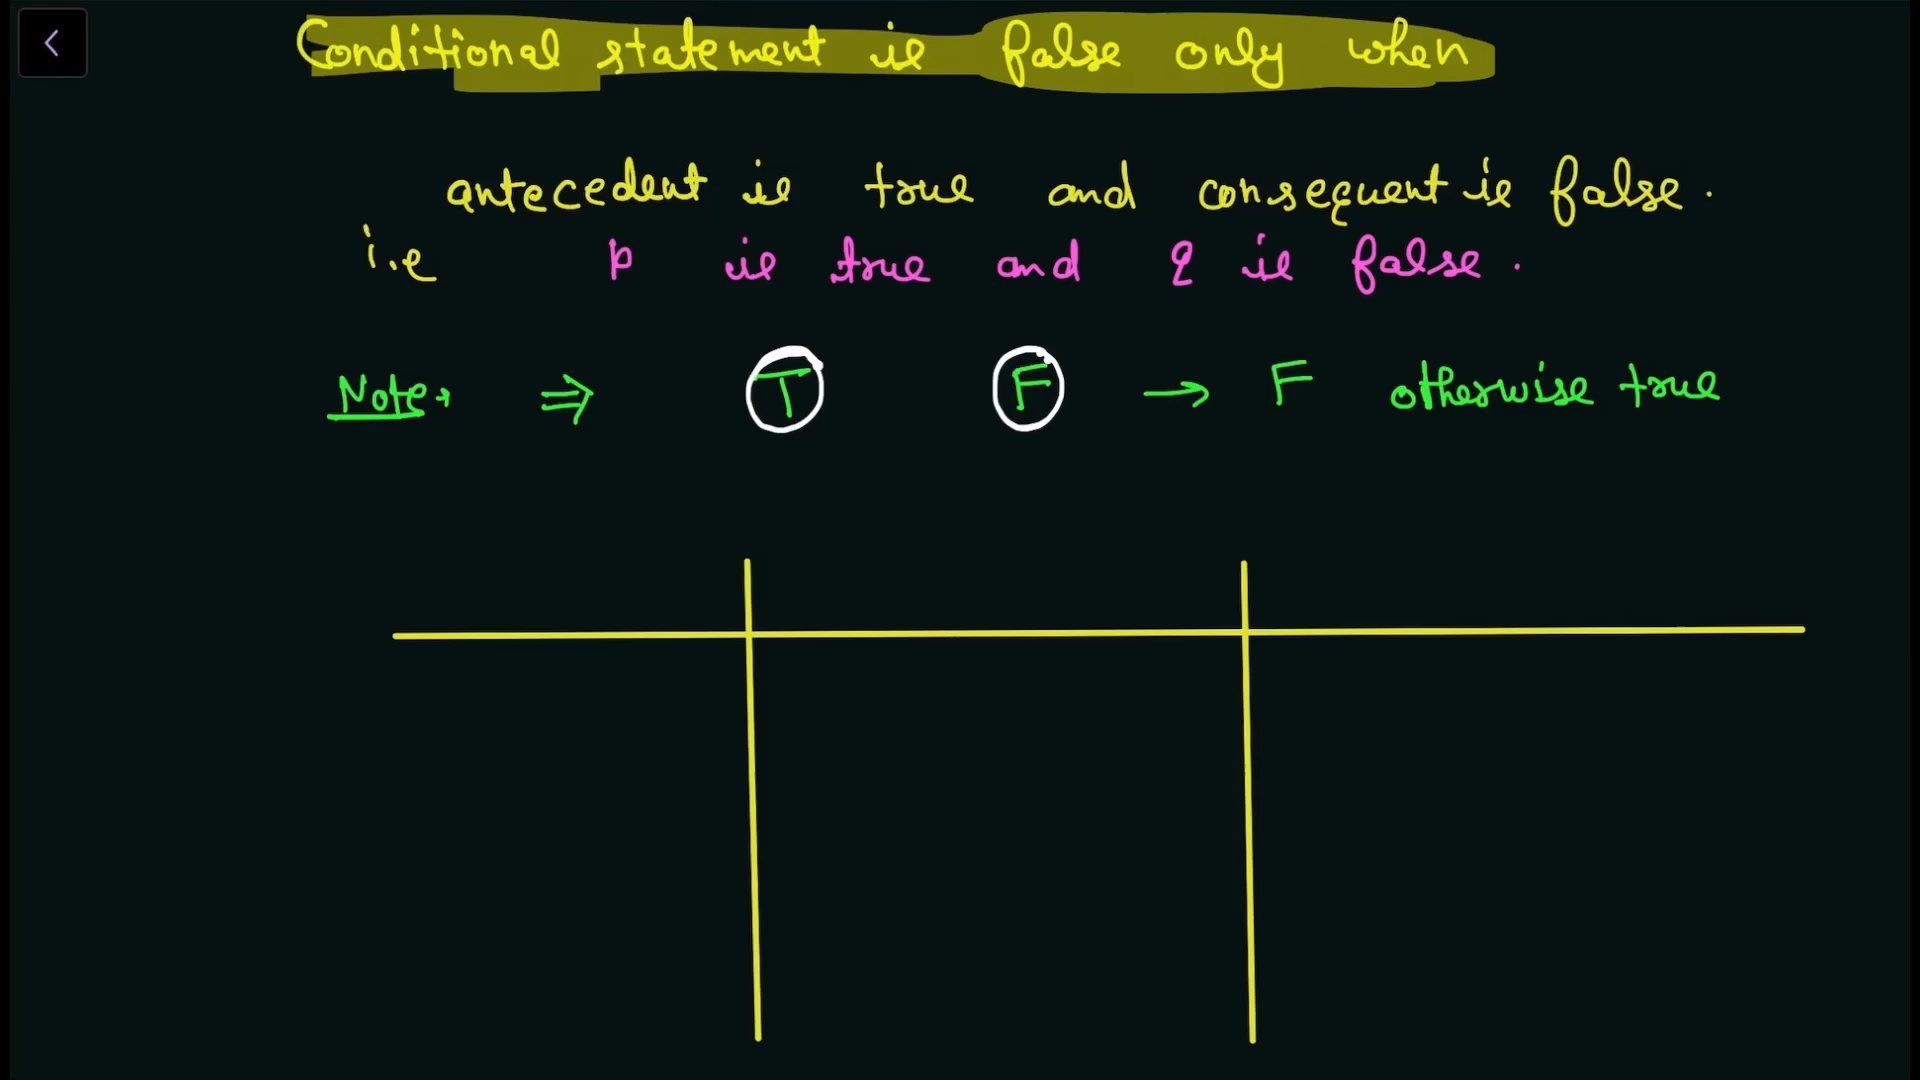 Conditional statement is false only when
antecedent is true and consequent is false.
i.e p is true and q is false.
Note: ⇒ T F → F otherwise true